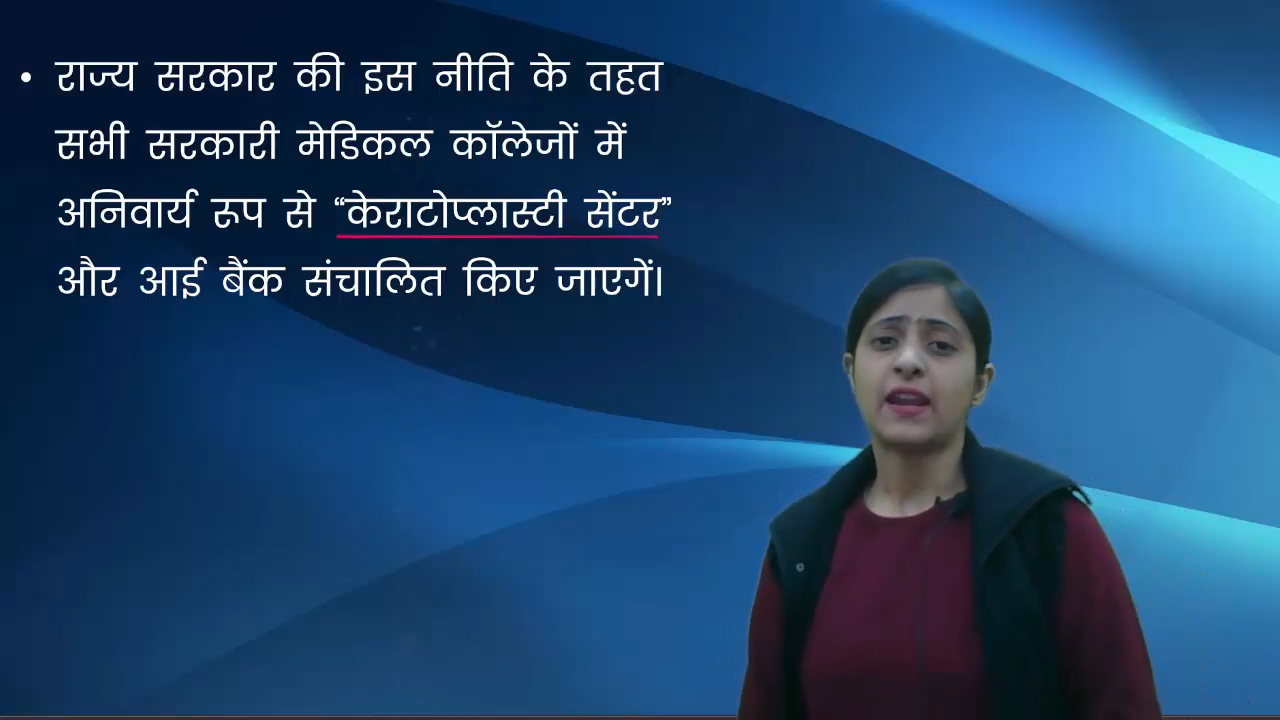 • राज्य सरकार की इस नीति के तहत
सभी सरकारी मेडिकल कॉलेजों में
अनिवार्य रूप से “केराटोप्लास्टी सेंटर”
और आई बैंक संचालित किए जाएगें।